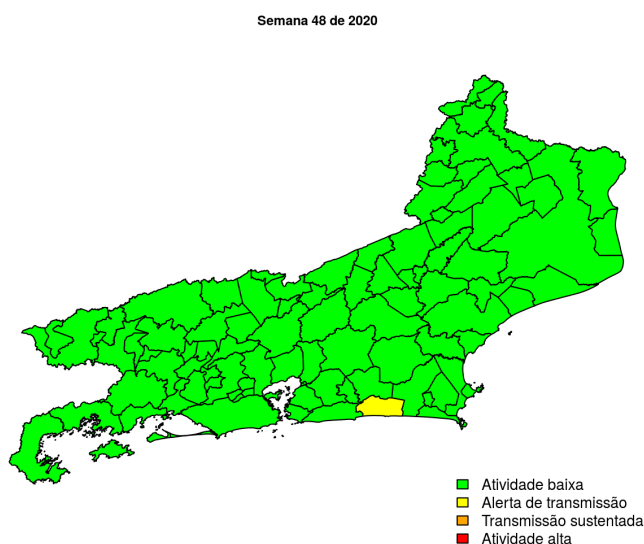 Semana 48 de 2020
Atividade baixa
Alerta de transmissão
Transmissão sustentada
Atividade alta